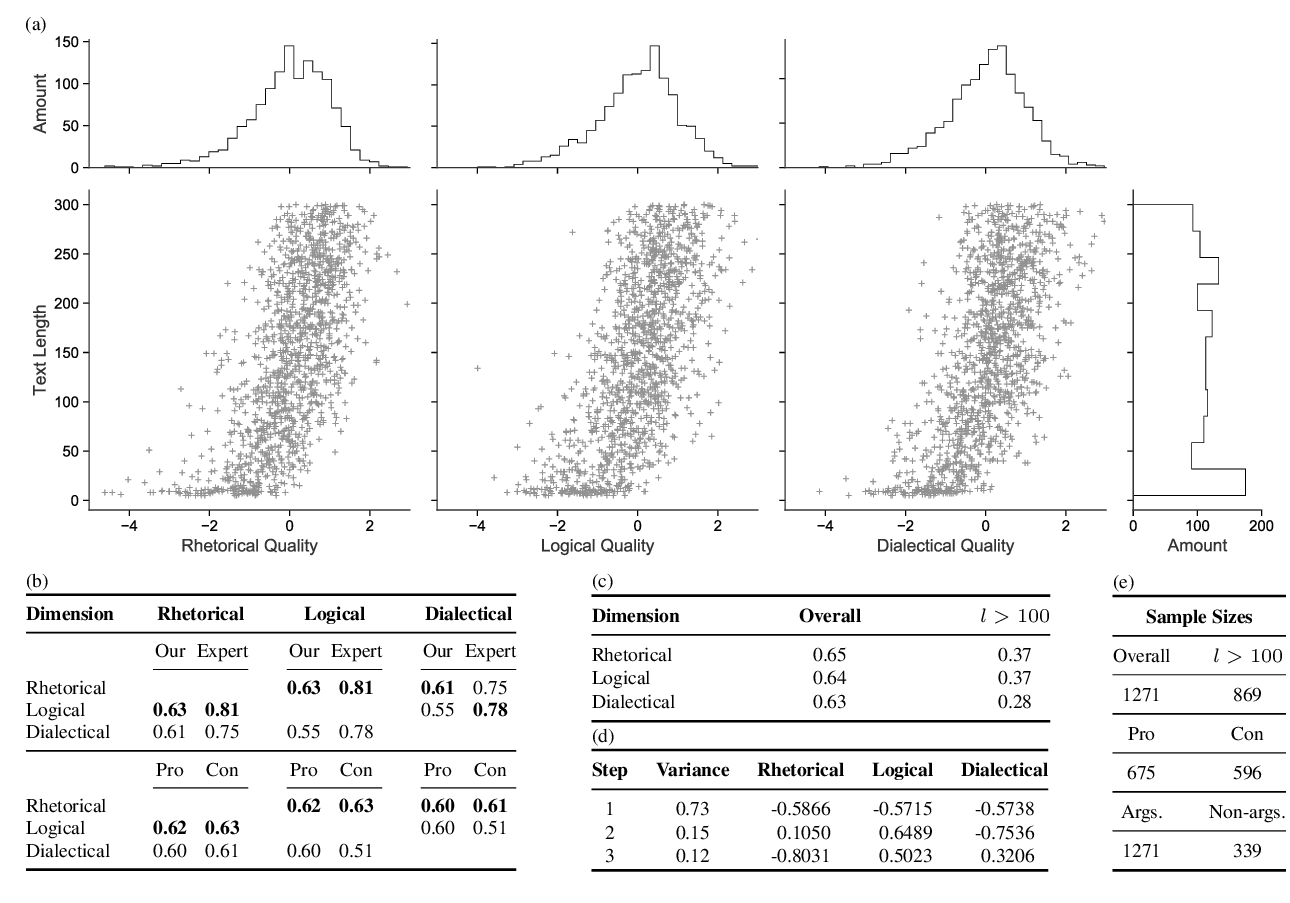 (a)
150
100
50
0
Amount
300
250
200
150
100
50
0
Text Length
−4 −2 0 2
Rhetorical Quality
−4 −2 0 2
Logical Quality
−4 −2 0 2
Dialectical Quality
0 100 200
Amount
(b)
Dimension Rhetorical Logical Dialectical
Our Expert Our Expert Our Expert
Rhetorical 0.63 0.81 0.61 0.75
Logical 0.63 0.81 0.55 0.78
Dialectical 0.61 0.75 0.55 0.78
Pro Con Pro Con Pro Con
Rhetorical 0.62 0.63 0.60 0.61
Logical 0.62 0.63 0.60 0.51
Dialectical 0.60 0.61 0.60 0.51
(c)
Dimension Overall l > 100
Rhetorical 0.65 0.37
Logical 0.64 0.37
Dialectical 0.63 0.28
(d)
Step Variance Rhetorical Logical Dialectical
1 0.73 -0.5866 -0.5715 -0.5738
2 0.15 0.1050 0.6489 -0.7536
3 0.12 -0.8031 0.5023 0.3206
(e)
Sample Sizes
Overall l > 100
1271 869
Pro Con
675 596
Args. Non-args.
1271 339